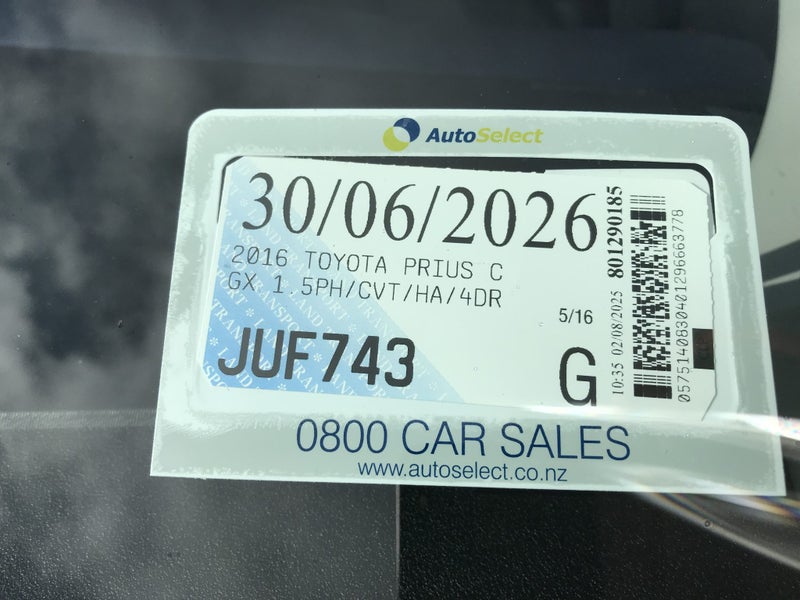 AutoSelect
30/06/2026
2016 TOYOTA PRIUS C
GX 1.5PH/CVT/HA/4DR
5/16
JUF743
G
10:35 02/08/2025 801290185
0575140830401296663778
0800 CAR SALES
www.autoselect.co.nz